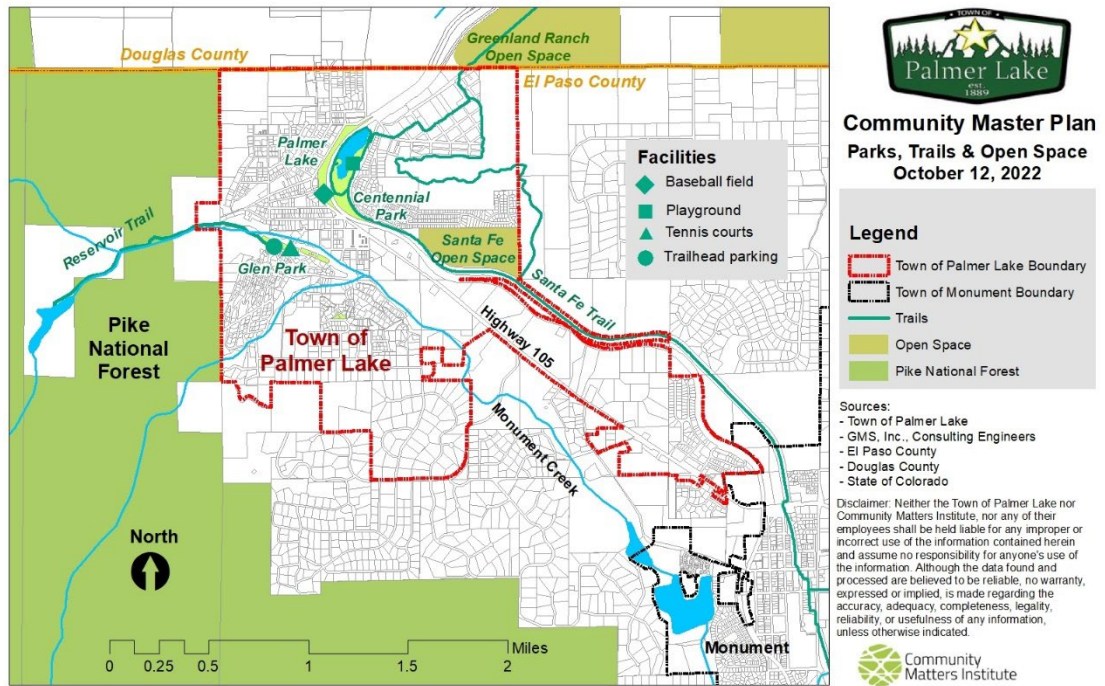 Douglas County
Greenland Ranch
Open Space
El Paso County
Palmer
Lake
Centennial
Park
Reservoir Trail
Glen Park
Santa Fe
Open Space
Santa Fe Trail
Highway 105
Pike
National
Forest
Town of
Palmer Lake
Monument Creek
Monument
North
0 0.25 0.5 1 1.5 2
Miles
Facilities
Baseball field
Playground
Tennis courts
Trailhead parking
TOWN OF
Palmer Lake
est.
1889
Community Master Plan
Parks, Trails & Open Space
October 12, 2022
Legend
Town of Palmer Lake Boundary
Town of Monument Boundary
Trails
Open Space
Pike National Forest
Sources:
- Town of Palmer Lake
- GMS, Inc., Consulting Engineers
- El Paso County
- Douglas County
- State of Colorado
Disclaimer: Neither the Town of Palmer Lake nor
Community Matters Institute, nor any of their
employees shall be held liable for any improper or
incorrect use of the information contained herein
and assume no responsibility for anyone's use of
the information. Although the data found and
processed are believed to be reliable, no warranty,
expressed or implied, is made regarding the
accuracy, adequacy, completeness, legality,
reliability, or usefulness of any information,
unless otherwise indicated.
Community
Matters Institute